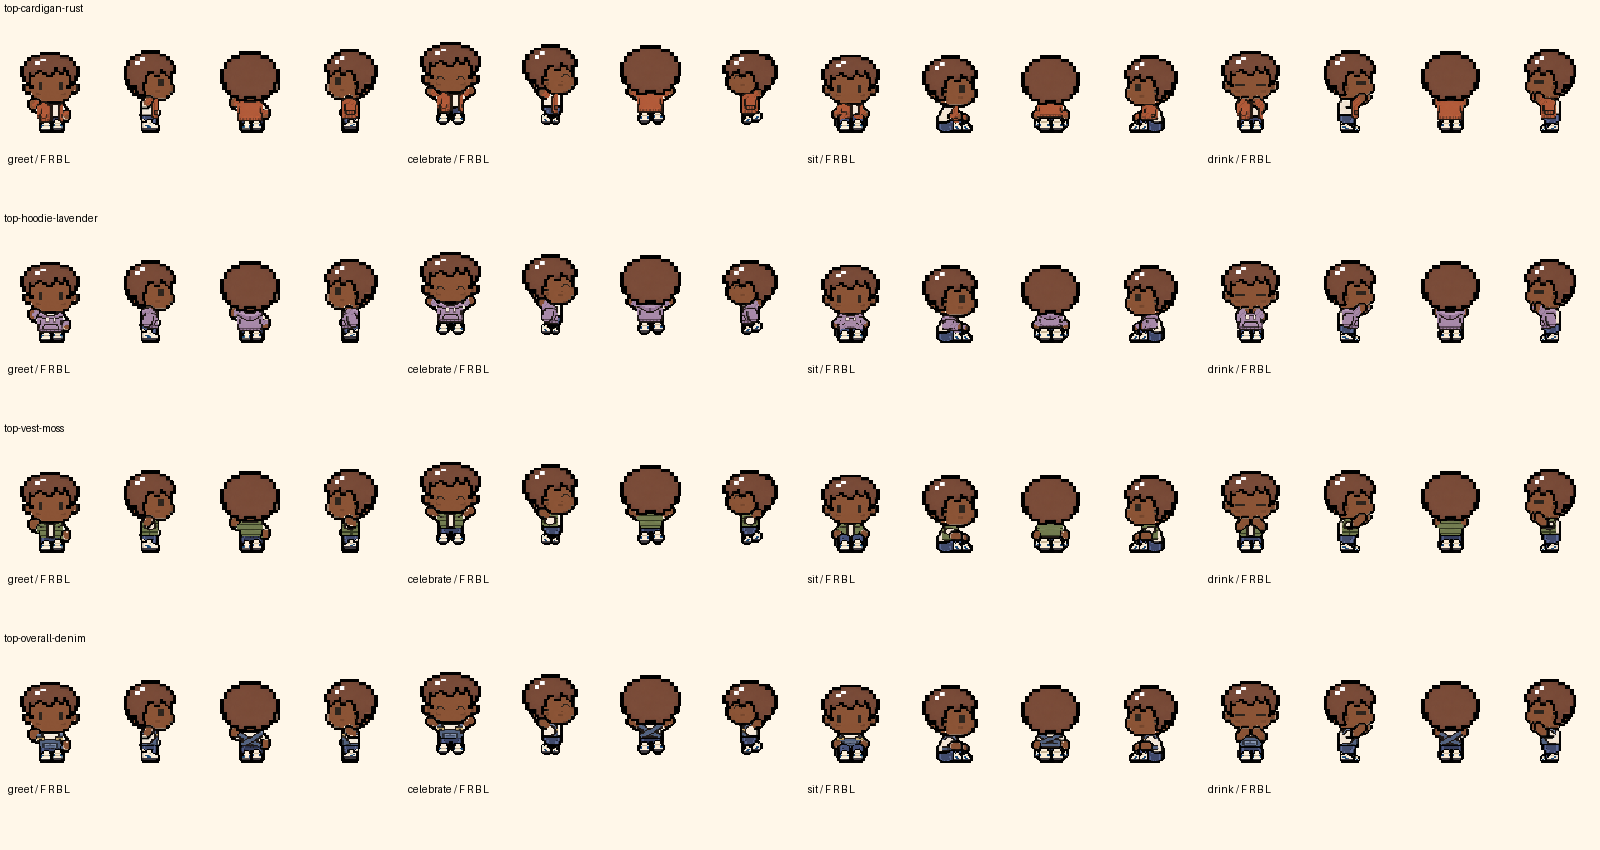 top-cardigan-rust
greet / F R B L
celebrate / F R B L
sit / F R B L
drink / F R B L
top-hoodie-lavender
greet / F R B L
celebrate / F R B L
sit / F R B L
drink / F R B L
top-vest-moss
greet / F R B L
celebrate / F R B L
sit / F R B L
drink / F R B L
top-overall-denim
greet / F R B L
celebrate / F R B L
sit / F R B L
drink / F R B L